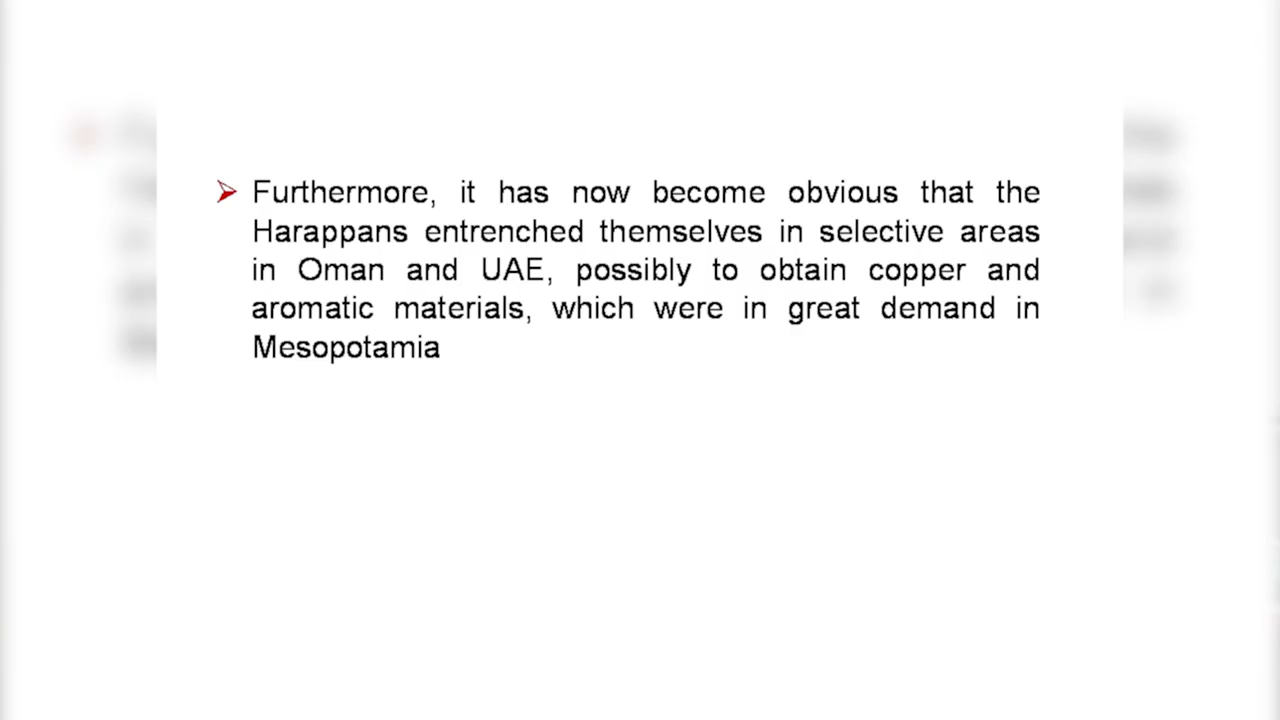 Furthermore, it has now become obvious that the
Harappans entrenched themselves in selective areas
in Oman and UAE, possibly to obtain copper and
aromatic materials, which were in great demand in
Mesopotamia